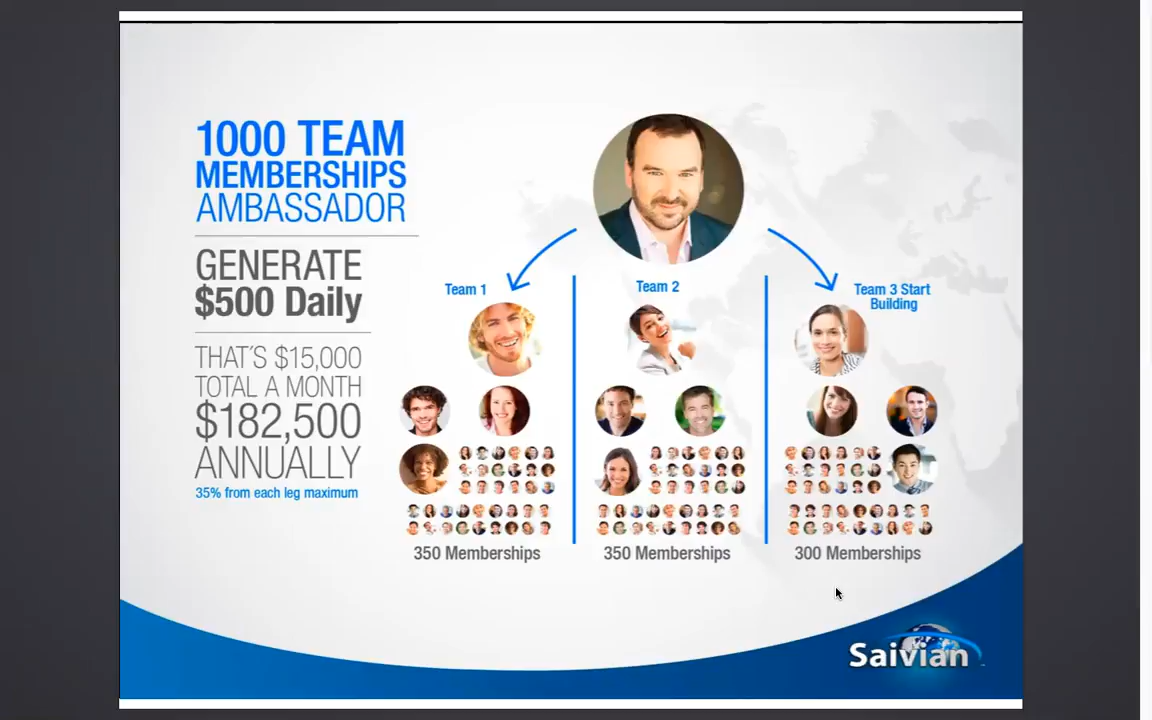 1000 TEAM
MEMBERSHIPS
AMBASSADOR
GENERATE
$500 Daily
THAT'S $15,000
TOTAL A MONTH
$182,500
ANNUALLY
35% from each leg maximum
Team 1
Team 2
Team 3 Start
Building
350 Memberships
350 Memberships
300 Memberships
Saivian